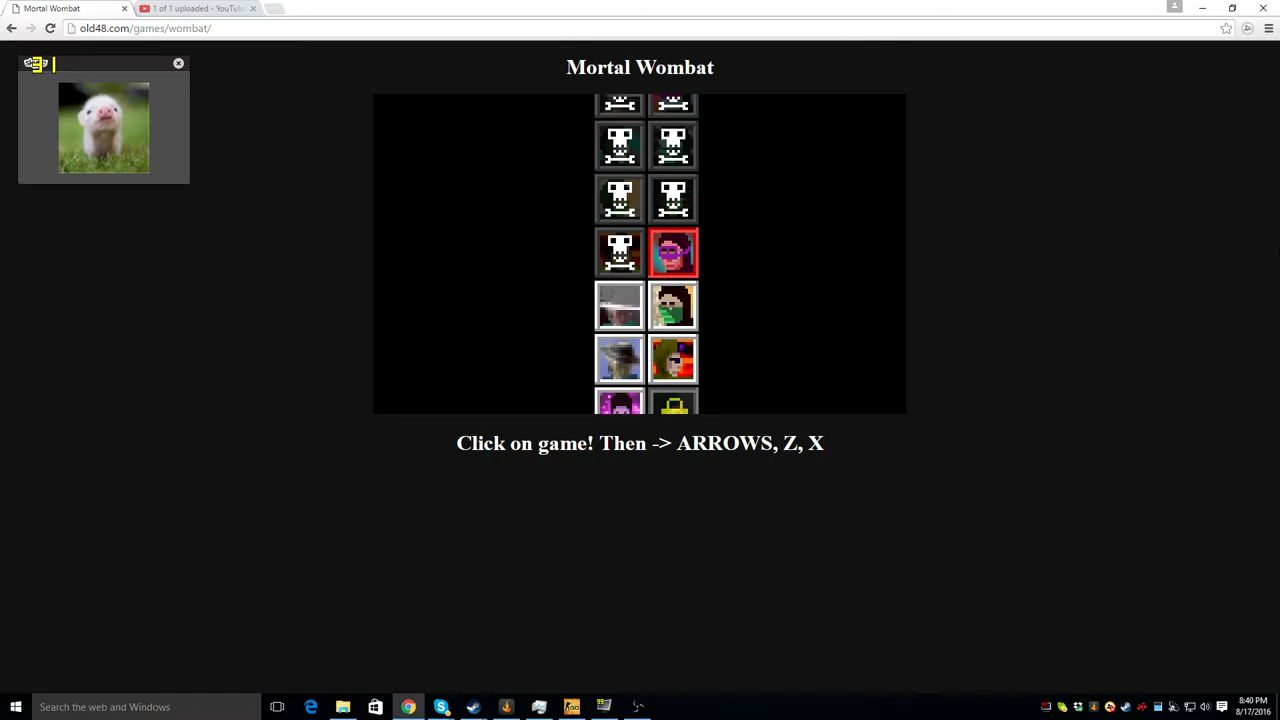 Mortal Wombat
1 of 1 uploaded - YouTub
old48.com/games/wombat/
Mortal Wombat
Click on game! Then -> ARROWS, Z, X
Search the web and Windows
8:40 PM
8/17/2016